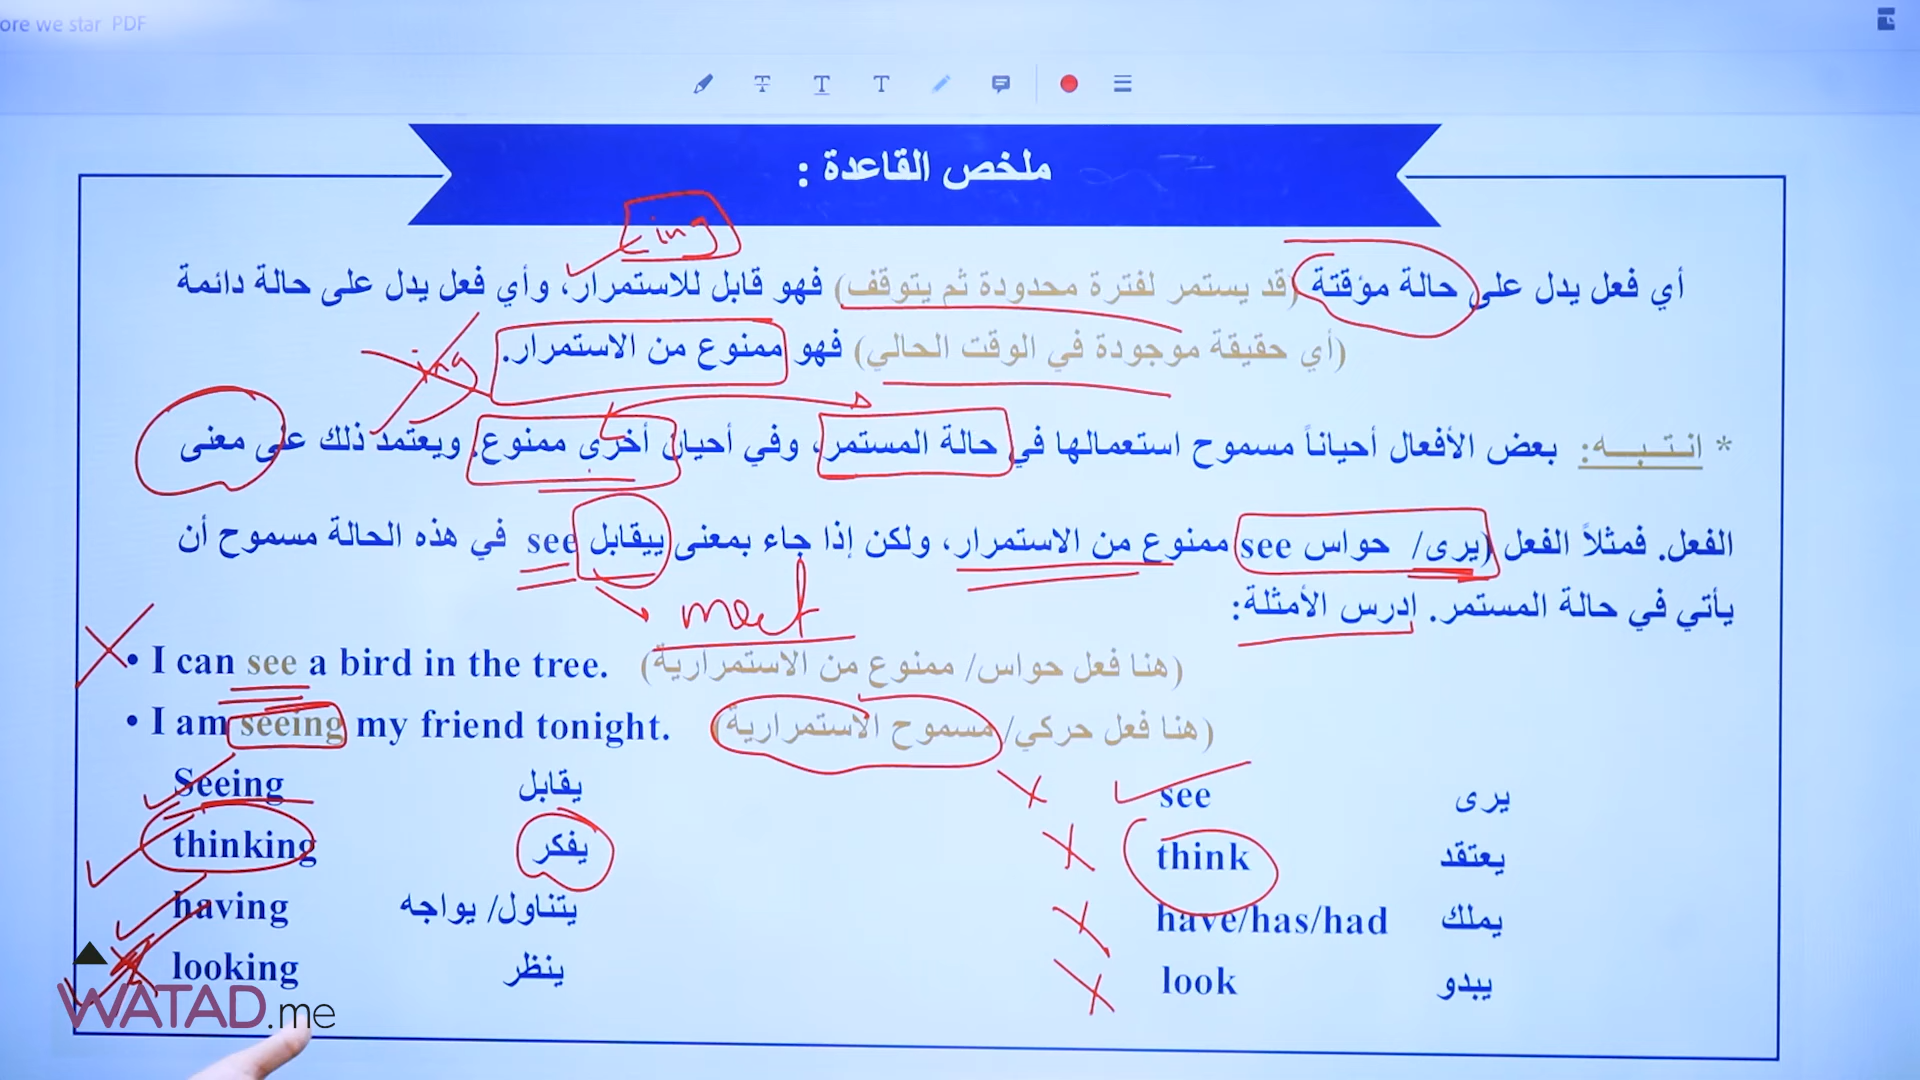 ore we star PDF
ملخص القاعدة :
ing
أي فعل يدل على حالة مؤقتة (قد يستمر لفترة محدودة ثم يتوقف) فهو قابل للاستمرار، وأي فعل يدل على حالة دائمة
(أي حقيقة موجودة في الوقت الحالي) فهو ممنوع من الاستمرار.
ing
* انـتـبـــه: بعض الأفعال أحياناً مسموح استعمالها في حالة المستمر، وفي أحيان أخرى ممنوع. ويعتمد ذلك على معنى
الفعل. فمثلاً الفعل (يرى/ حواس see ممنوع من الاستمرار، ولكن إذا جاء بمعنى ييقابل see في هذه الحالة مسموح أن
يأتي في حالة المستمر. ادرس الأمثلة:
meet
• I can see a bird in the tree. (هنا فعل حواس/ ممنوع من الاستمرارية)
• I am seeing my friend tonight. (هنا فعل حركي/ مسموح الاستمرارية)
Seeing يقابل see يرى
thinking يفكر think يعتقد
having يتناول/ يواجه have/has/had يملك
looking ينظر look يبدو
WATAD.me